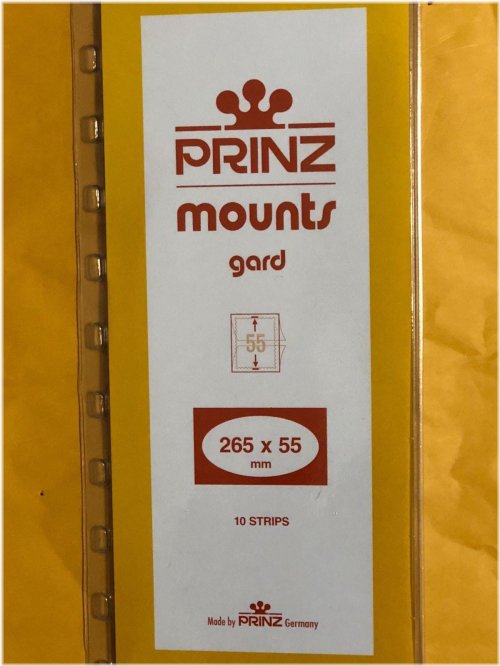 PRINZ
mounts
gard
55
265 x 55
mm
10 STRIPS
Made by PRINZ Germany